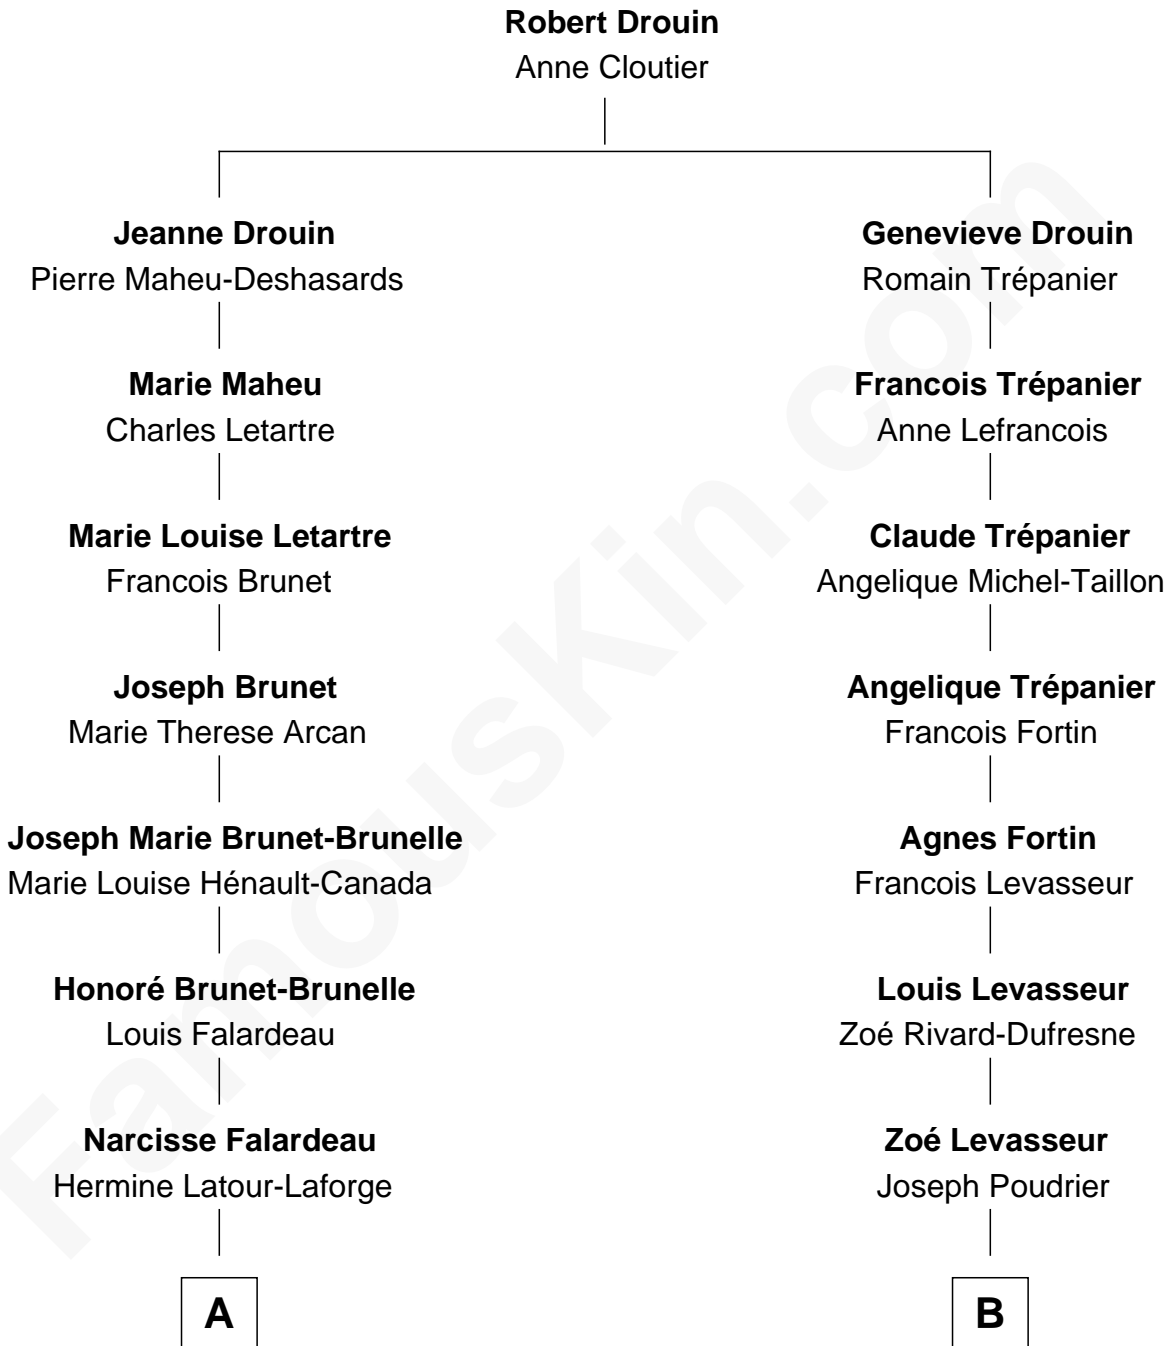 Robert Drouin
Anne Cloutier
Jeanne Drouin
Pierre Maheu-Deshasards
Genevieve Drouin
Romain Trépanier
Marie Maheu
Charles Letartre
Francois Trépanier
Anne Lefrancois
Marie Louise Letartre
Francois Brunet
Claude Trépanier
Angelique Michel-Taillon
Joseph Brunet
Marie Therese Arcan
Angelique Trépanier
Francois Fortin
Joseph Marie Brunet-Brunelle
Marie Louise Hénault-Canada
Agnes Fortin
Francois Levasseur
Honoré Brunet-Brunelle
Louis Falardeau
Louis Levasseur
Zoé Rivard-Dufresne
Narcisse Falardeau
Hermine Latour-Laforge
Zoé Levasseur
Joseph Poudrier
A
B
FamousKin.com